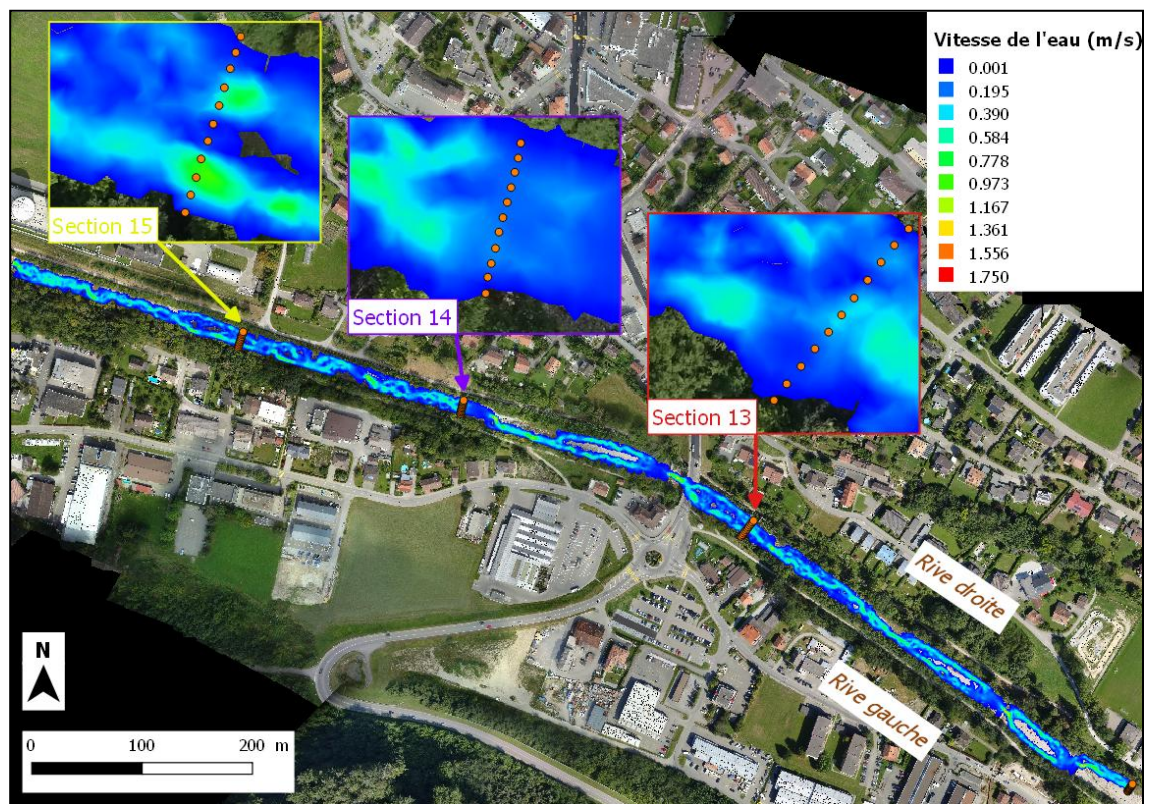 Vitesse de l'eau (m/s)
0.001
0.195
0.390
0.584
0.778
0.973
1.167
1.361
1.556
1.750
Section 15
Section 14
Section 13
Rive droite
Rive gauche
N
0 100 200 m